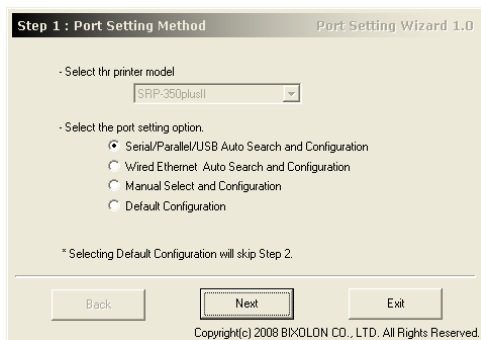 Step 1 : Port Setting Method
Port Setting Wizard 1.0
- Select thr printer model
SRP-350plusII
- Select the port setting option.
Serial/Parallel/USB Auto Search and Configuration
Wired Ethernet Auto Search and Configuration
Manual Select and Configuration
Default Configuration
* Selecting Default Configuration will skip Step 2.
Back
Next
Exit
Copyright(c) 2008 BIXOLON CO., LTD. All Rights Reserved.